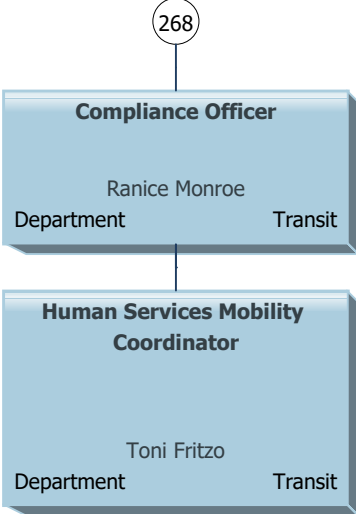 268
Compliance Officer
Ranice Monroe
Department Transit
Human Services Mobility
Coordinator
Toni Fritzo
Department Transit